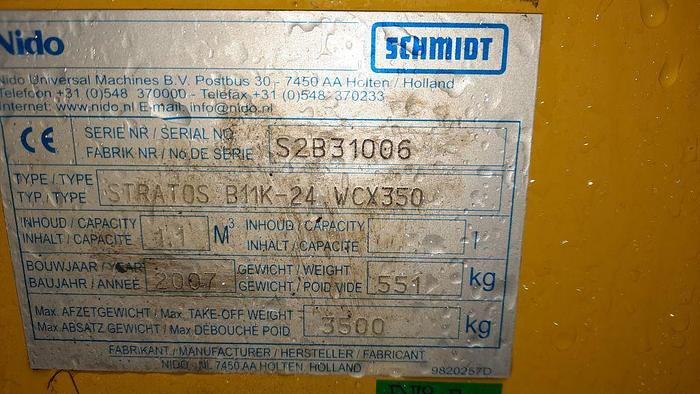 Nido SCHMIDT
Nido Universal Machines B.V. Postbus 30 - 7450 AA Holten / Holland
Telefoon +31 (0)548 370000 - Telefax +31 (0)548 370233
Internet: www.nido.nl E-mail: info@nido.nl
CE
SERIE NR / SERIAL NO.
FABRIK NR / No. DE SERIE
S2B31006
TYPE / TYPE
TYP / TYPE
STRATOS B11K-24 WCX350
INHOUD / CAPACITY
INHALT / CAPACITE
1.1 M3
INHOUD / CAPACITY
INHALT / CAPACITE
l
BOUWJAAR / YEAR
BAUJAHR / ANNEE
2007
GEWICHT / WEIGHT
GEWICHT / POID VIDE
551 kg
Max. AFZETGEWICHT / Max. TAKE-OFF WEIGHT
Max. ABSATZ GEWICHT / Max DÉBOUCHÉ POID
3500 kg
FABRIKANT / MANUFACTURER / HERSTELLER / FABRICANT
NIDO, NL 7450 AA HOLTEN, HOLLAND
9820257D